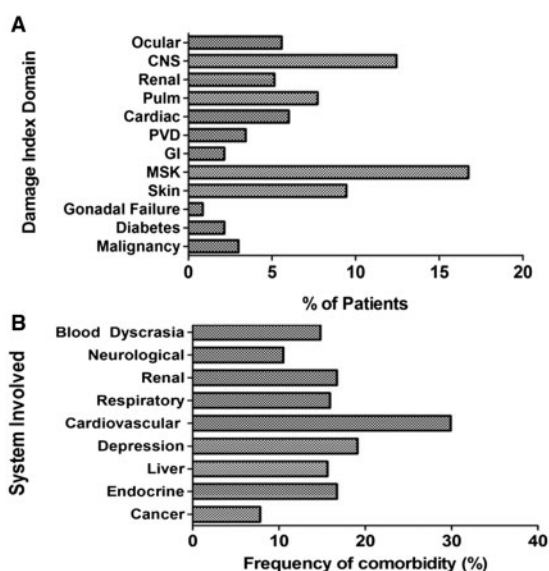 A
Damage Index Domain
Ocular
CNS
Renal
Pulm
Cardiac
PVD
GI
MSK
Skin
Gonadal Failure
Diabetes
Malignancy
0 5 10 15 20
% of Patients
B
System Involved
Blood Dyscrasia
Neurological
Renal
Respiratory
Cardiovascular
Depression
Liver
Endocrine
Cancer
0 10 20 30 40
Frequency of comorbidity (%)